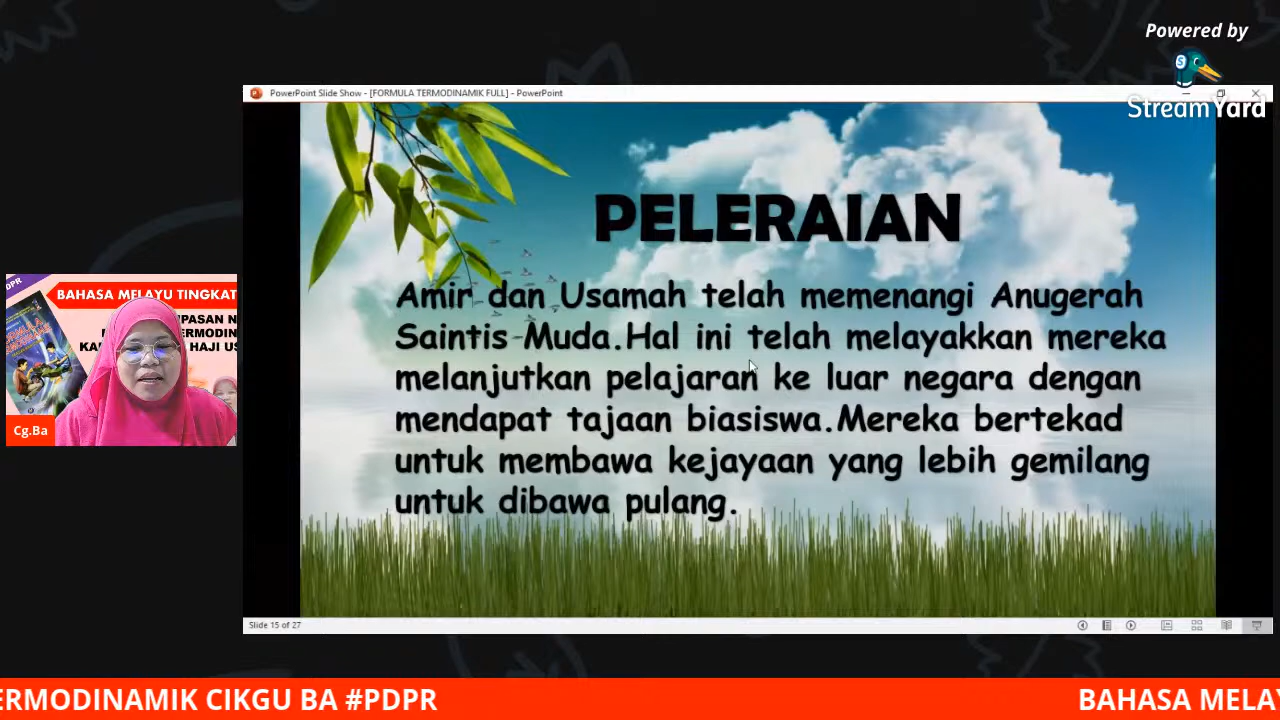 Powered by
StreamYard
PowerPoint Slide Show - [FORMULA TERMODINAMIK FULL] - PowerPoint
PELERAIAN
Amir dan Usamah telah memenangi Anugerah
Saintis Muda.Hal ini telah melayakkan mereka
melanjutkan pelajaran ke luar negara dengan
mendapat tajaan biasiswa.Mereka bertekad
untuk membawa kejayaan yang lebih gemilang
untuk dibawa pulang.
BAHASA MELAYU TINGKAT
HAJI US
Cg.Ba
Slide 15 of 27
ERMODINAMIK CIKGU BA #PDPR
BAHASA MELAY